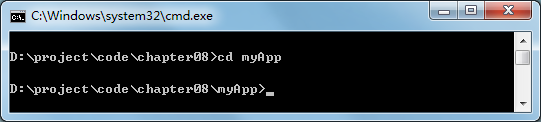 C:\Windows\system32\cmd.exe
D:\project\code\chapter08>cd myApp
D:\project\code\chapter08\myApp>_